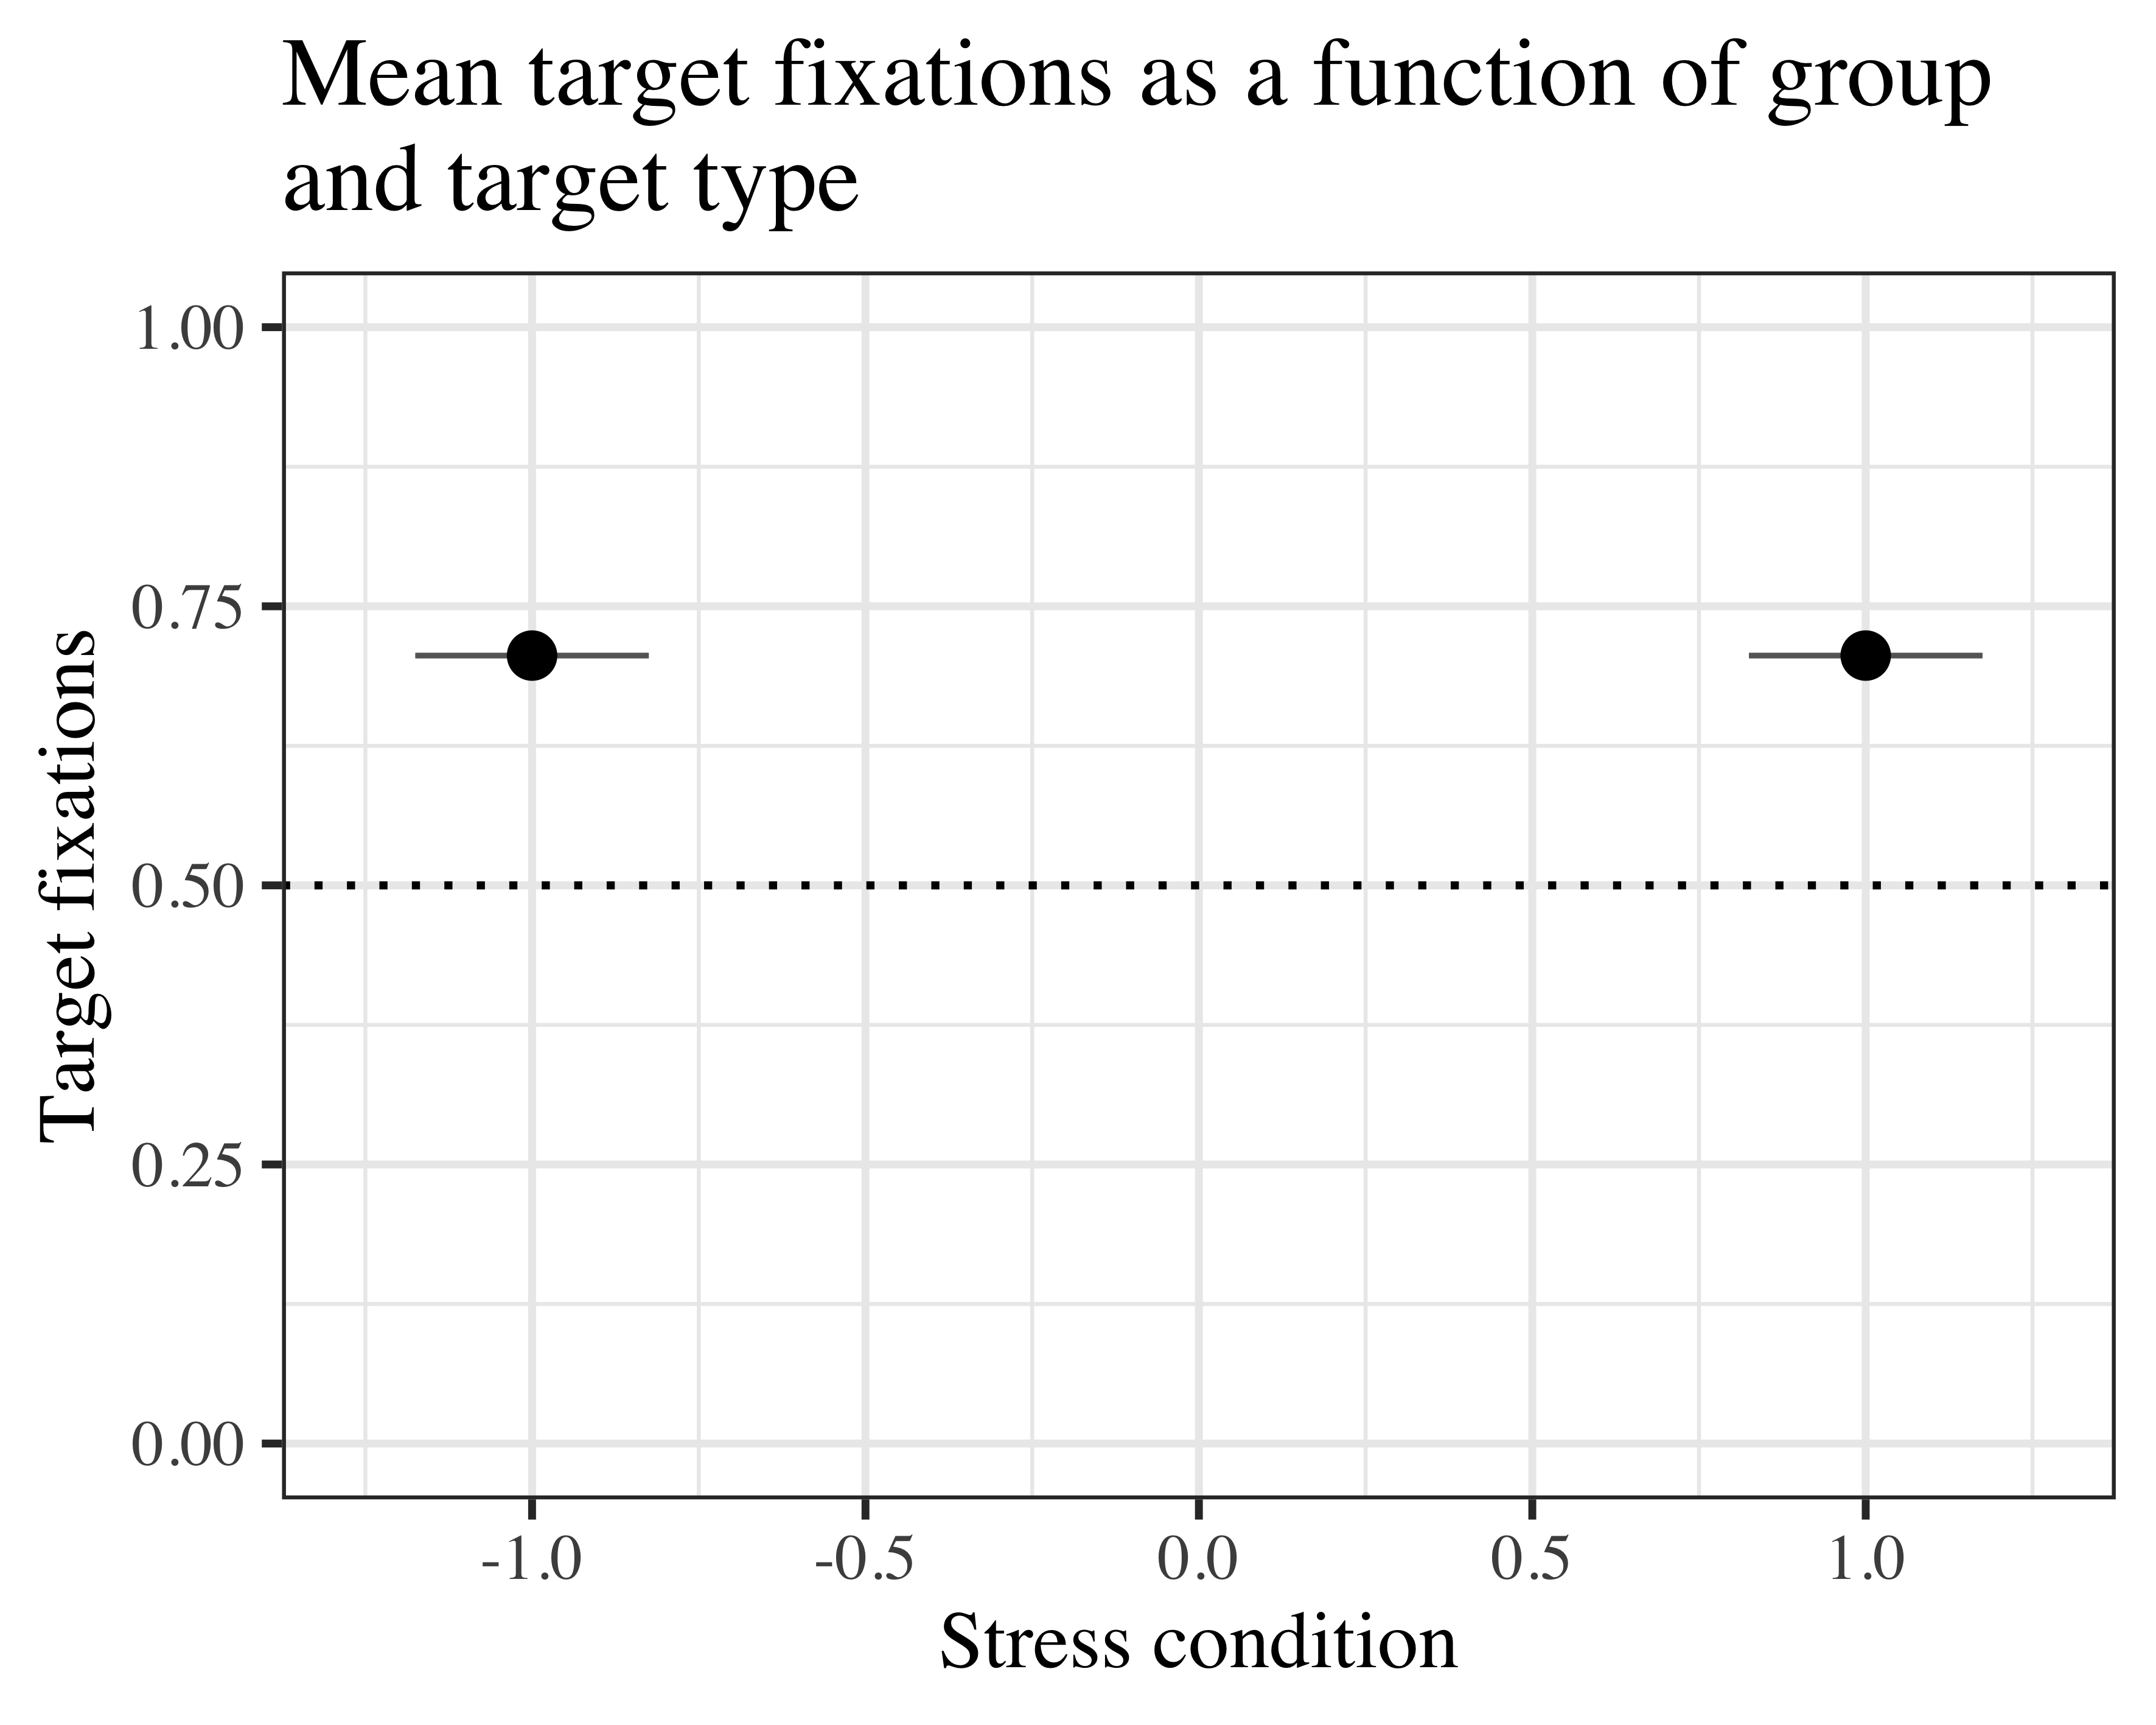 Mean target fixations as a function of group
and target type
Target fixations
1.00
0.75
0.50
0.25
0.00
-1.0
-0.5
0.0
0.5
1.0
Stress condition